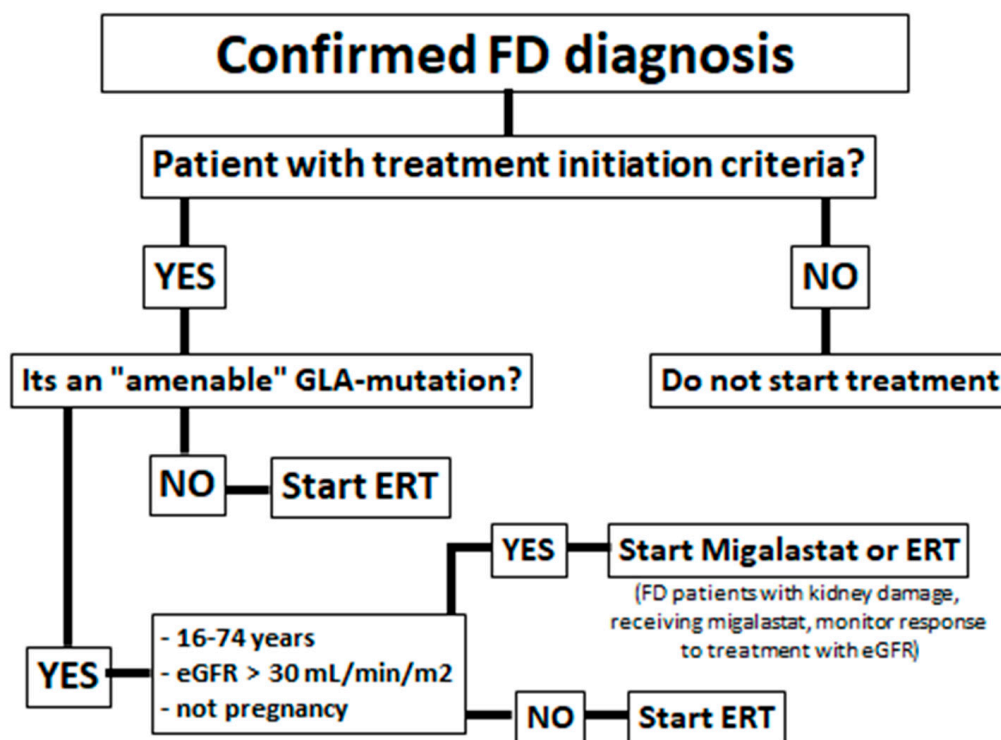 Confirmed FD diagnosis
Patient with treatment initiation criteria?
YES
NO
Its an "amenable" GLA-mutation?
Do not start treatment
NO
Start ERT
YES
Start Migalastat or ERT
(FD patients with kidney damage,
receiving migalastat, monitor response
to treatment with eGFR)
YES
- 16-74 years
- eGFR > 30 mL/min/m2
- not pregnancy
NO
Start ERT